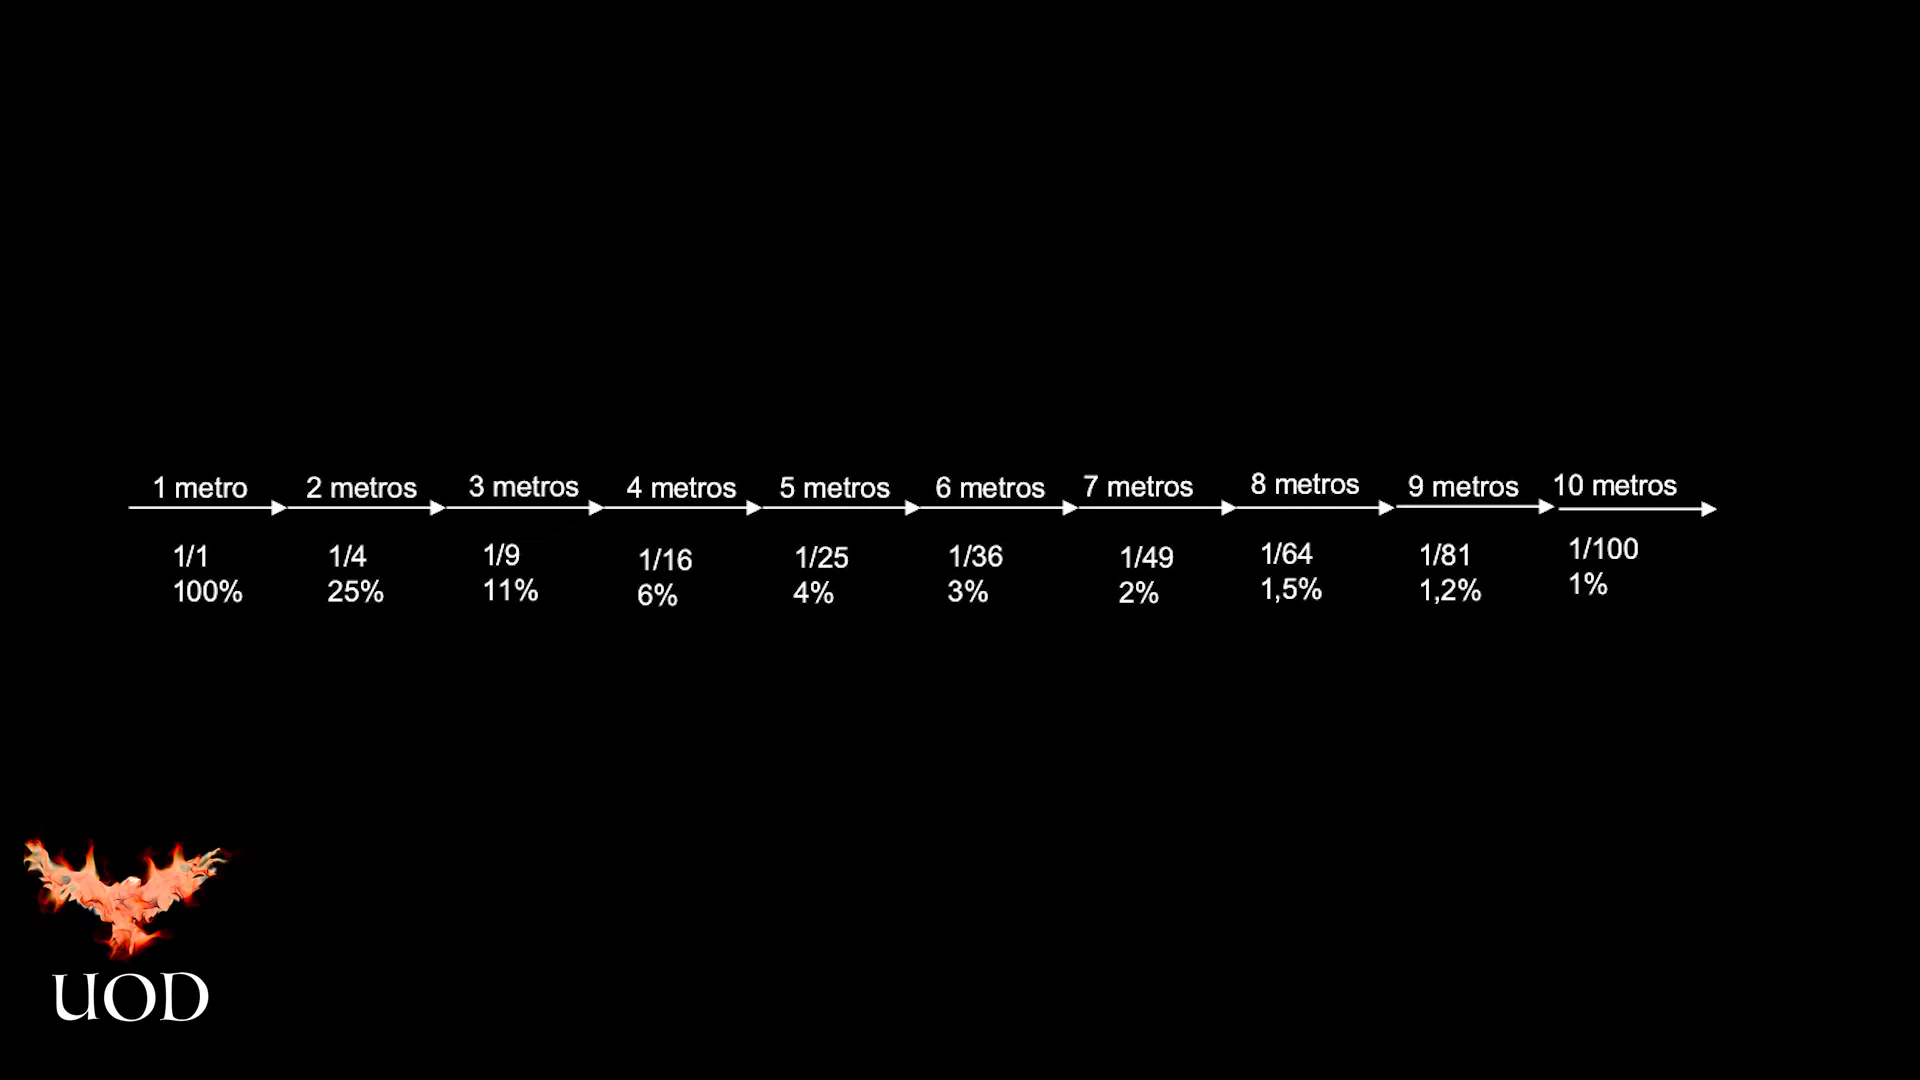 1 metro 2 metros 3 metros 4 metros 5 metros 6 metros 7 metros 8 metros 9 metros 10 metros
1/1 1/4 1/9 1/16 1/25 1/36 1/49 1/64 1/81 1/100
100% 25% 11% 6% 4% 3% 2% 1,5% 1,2% 1%
UOD